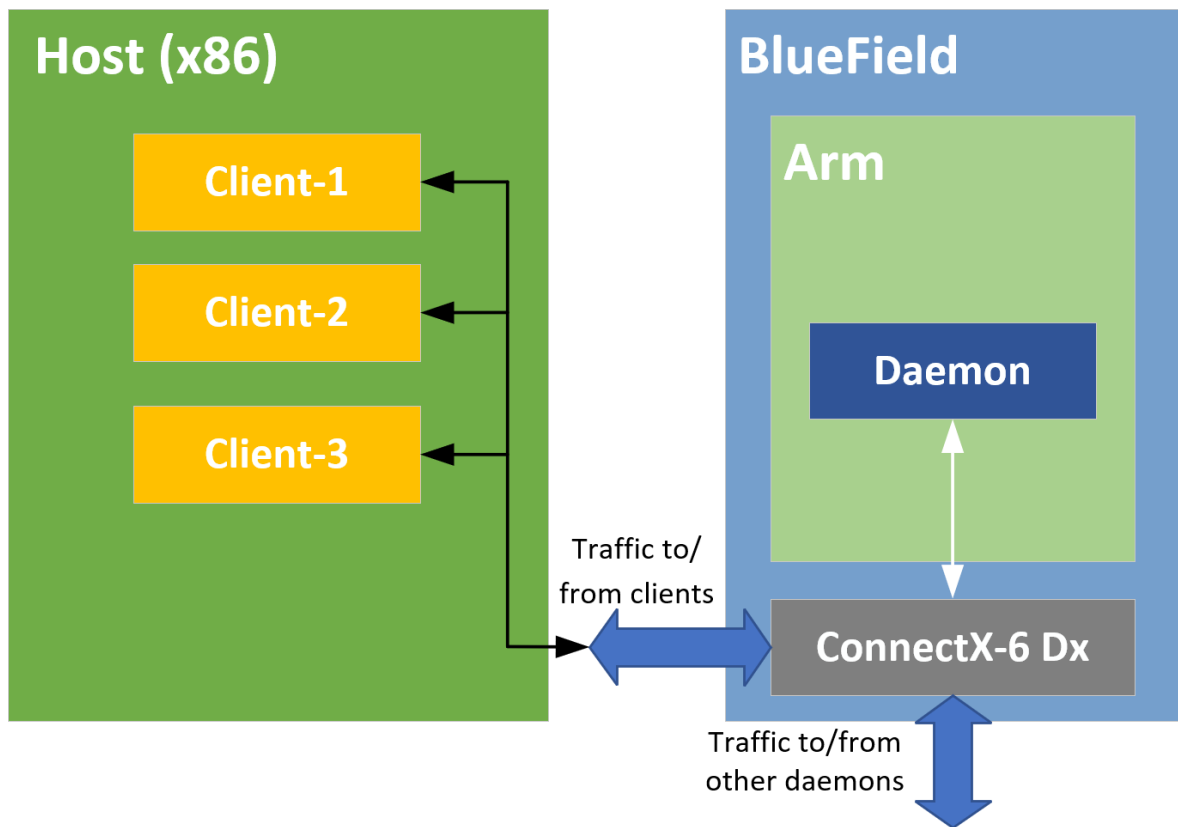 Host (x86)
Client-1
Client-2
Client-3
Traffic to/
from clients
BlueField
Arm
Daemon
ConnectX-6 Dx
Traffic to/from
other daemons